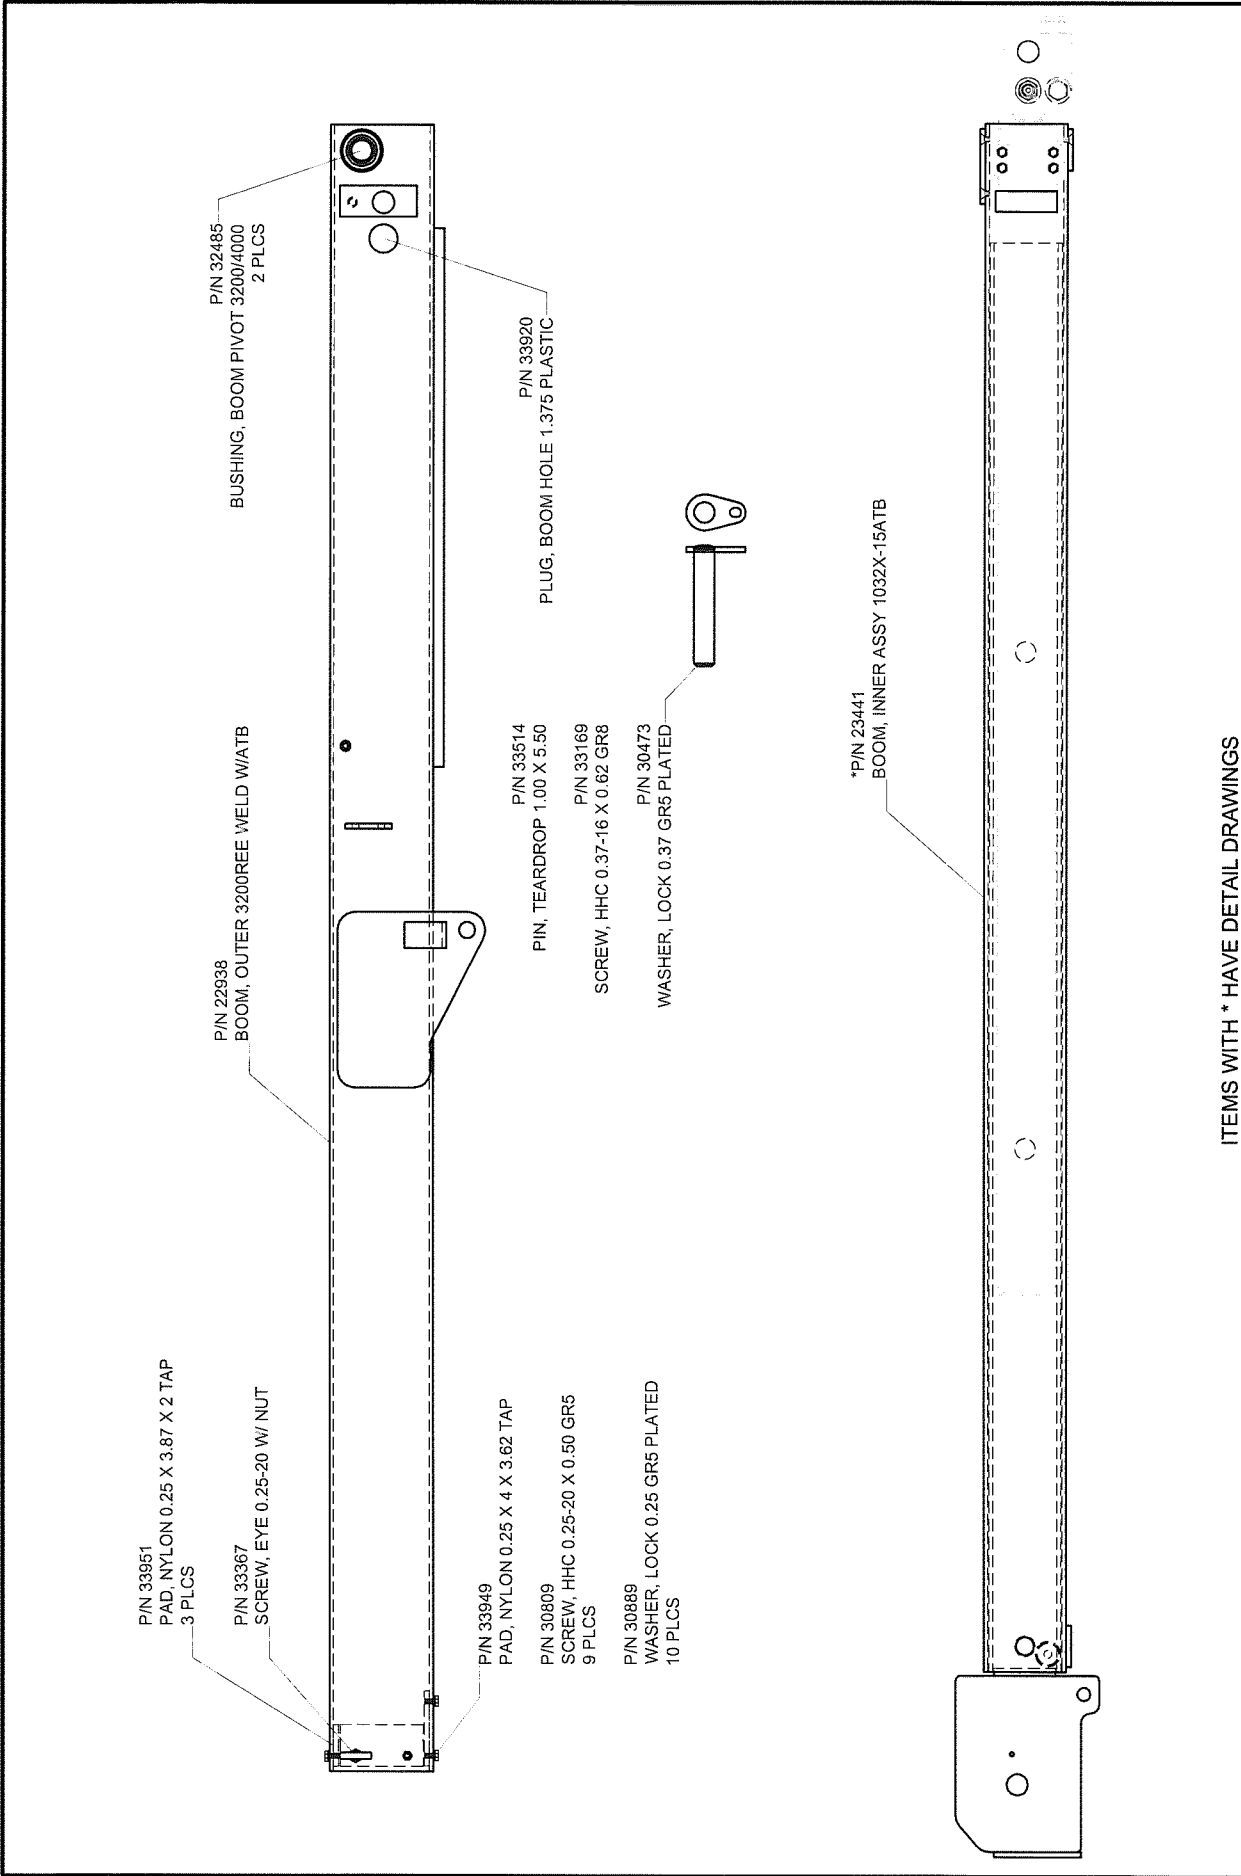 P/N 33951
PAD, NYLON 0.25 X 3.87 X 2 TAP
3 PLCS
P/N 33367
SCREW, EYE 0.25-20 W/ NUT
P/N 22938
BOOM, OUTER 3200REE WELD W/ATB
P/N 32485
BUSHING, BOOM PIVOT 3200/4000
2 PLCS
P/N 33949
PAD, NYLON 0.25 X 4 X 3.62 TAP
P/N 30809
SCREW, HHC 0.25-20 X 0.50 GR5
9 PLCS
P/N 30889
WASHER, LOCK 0.25 GR5 PLATED
10 PLCS
P/N 33514
PIN, TEARDROP 1.00 X 5.50
P/N 33169
SCREW, HHC 0.37-16 X 0.62 GR8
P/N 30473
WASHER, LOCK 0.37 GR5 PLATED
P/N 33920
PLUG, BOOM HOLE 1.375 PLASTIC
*P/N 23441
BOOM, INNER ASSY 1032X-15ATB
ITEMS WITH * HAVE DETAIL DRAWINGS